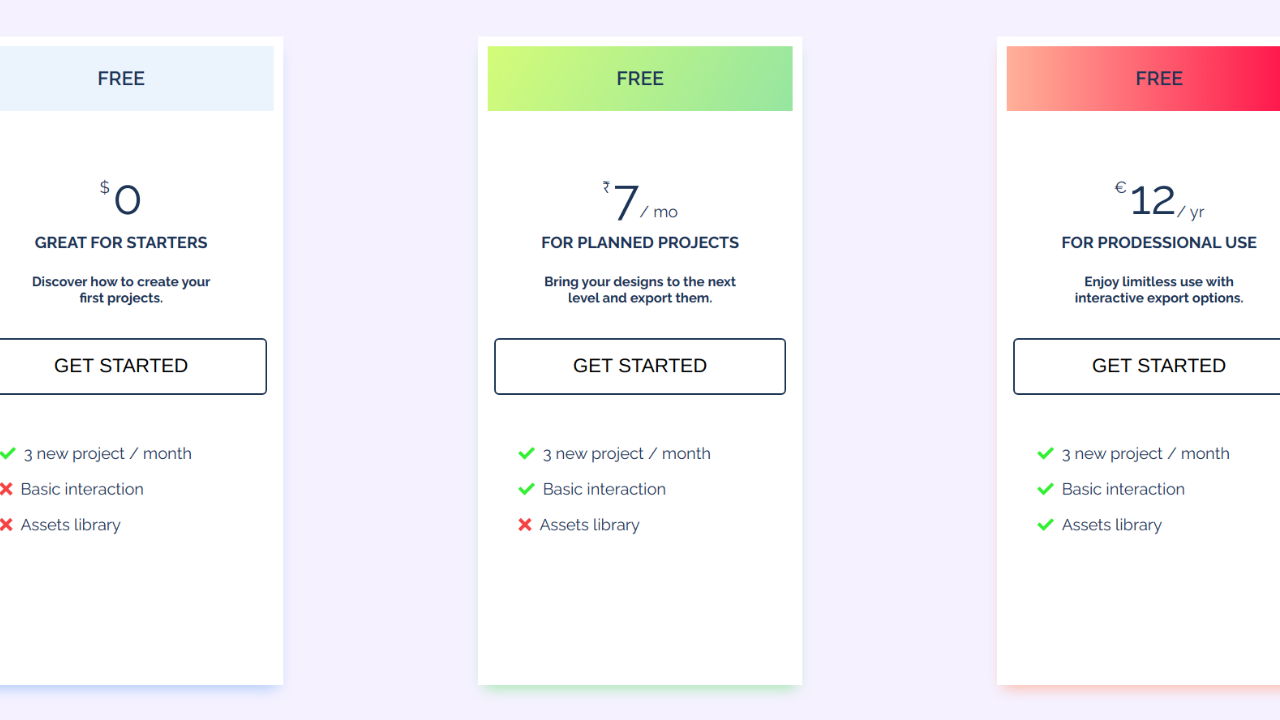 FREE
$0
GREAT FOR STARTERS
Discover how to create your
first projects.
GET STARTED
3 new project / month
Basic interaction
Assets library
FREE
₹7/ mo
FOR PLANNED PROJECTS
Bring your designs to the next
level and export them.
GET STARTED
3 new project / month
Basic interaction
Assets library
FREE
€12/ yr
FOR PRODESSIONAL USE
Enjoy limitless use with
interactive export options.
GET STARTED
3 new project / month
Basic interaction
Assets library